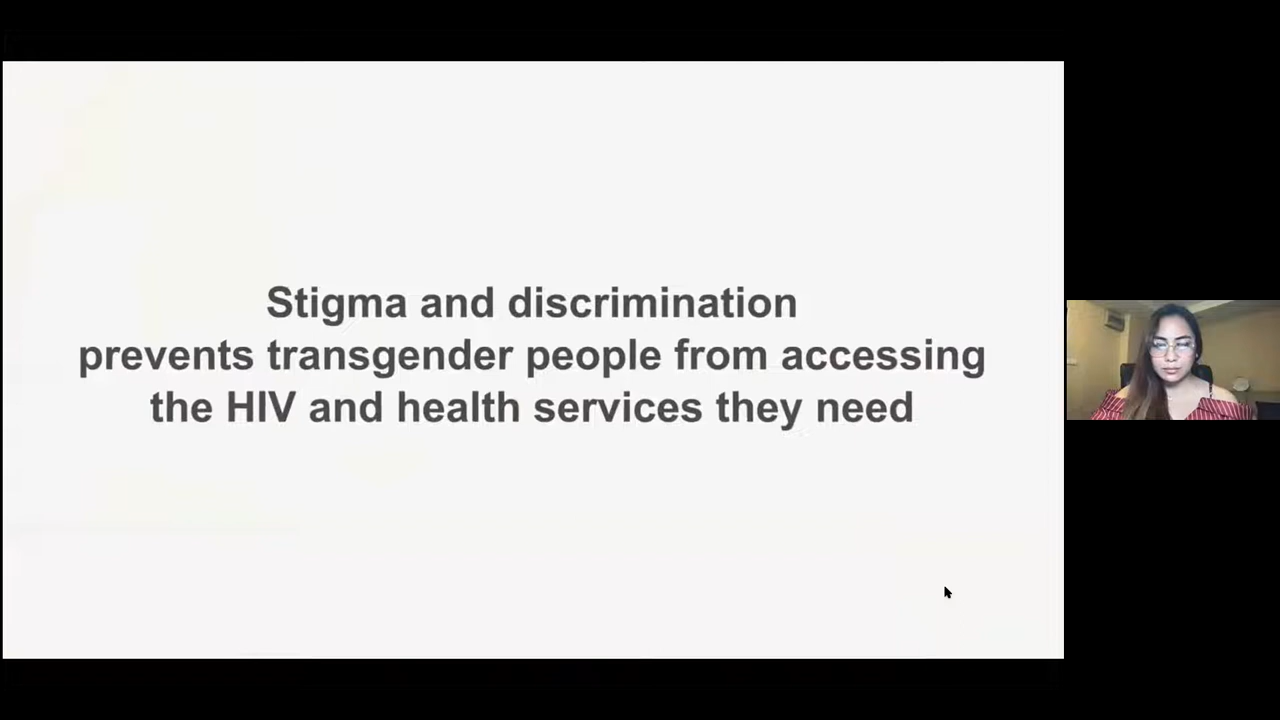 Stigma and discrimination
prevents transgender people from accessing
the HIV and health services they need